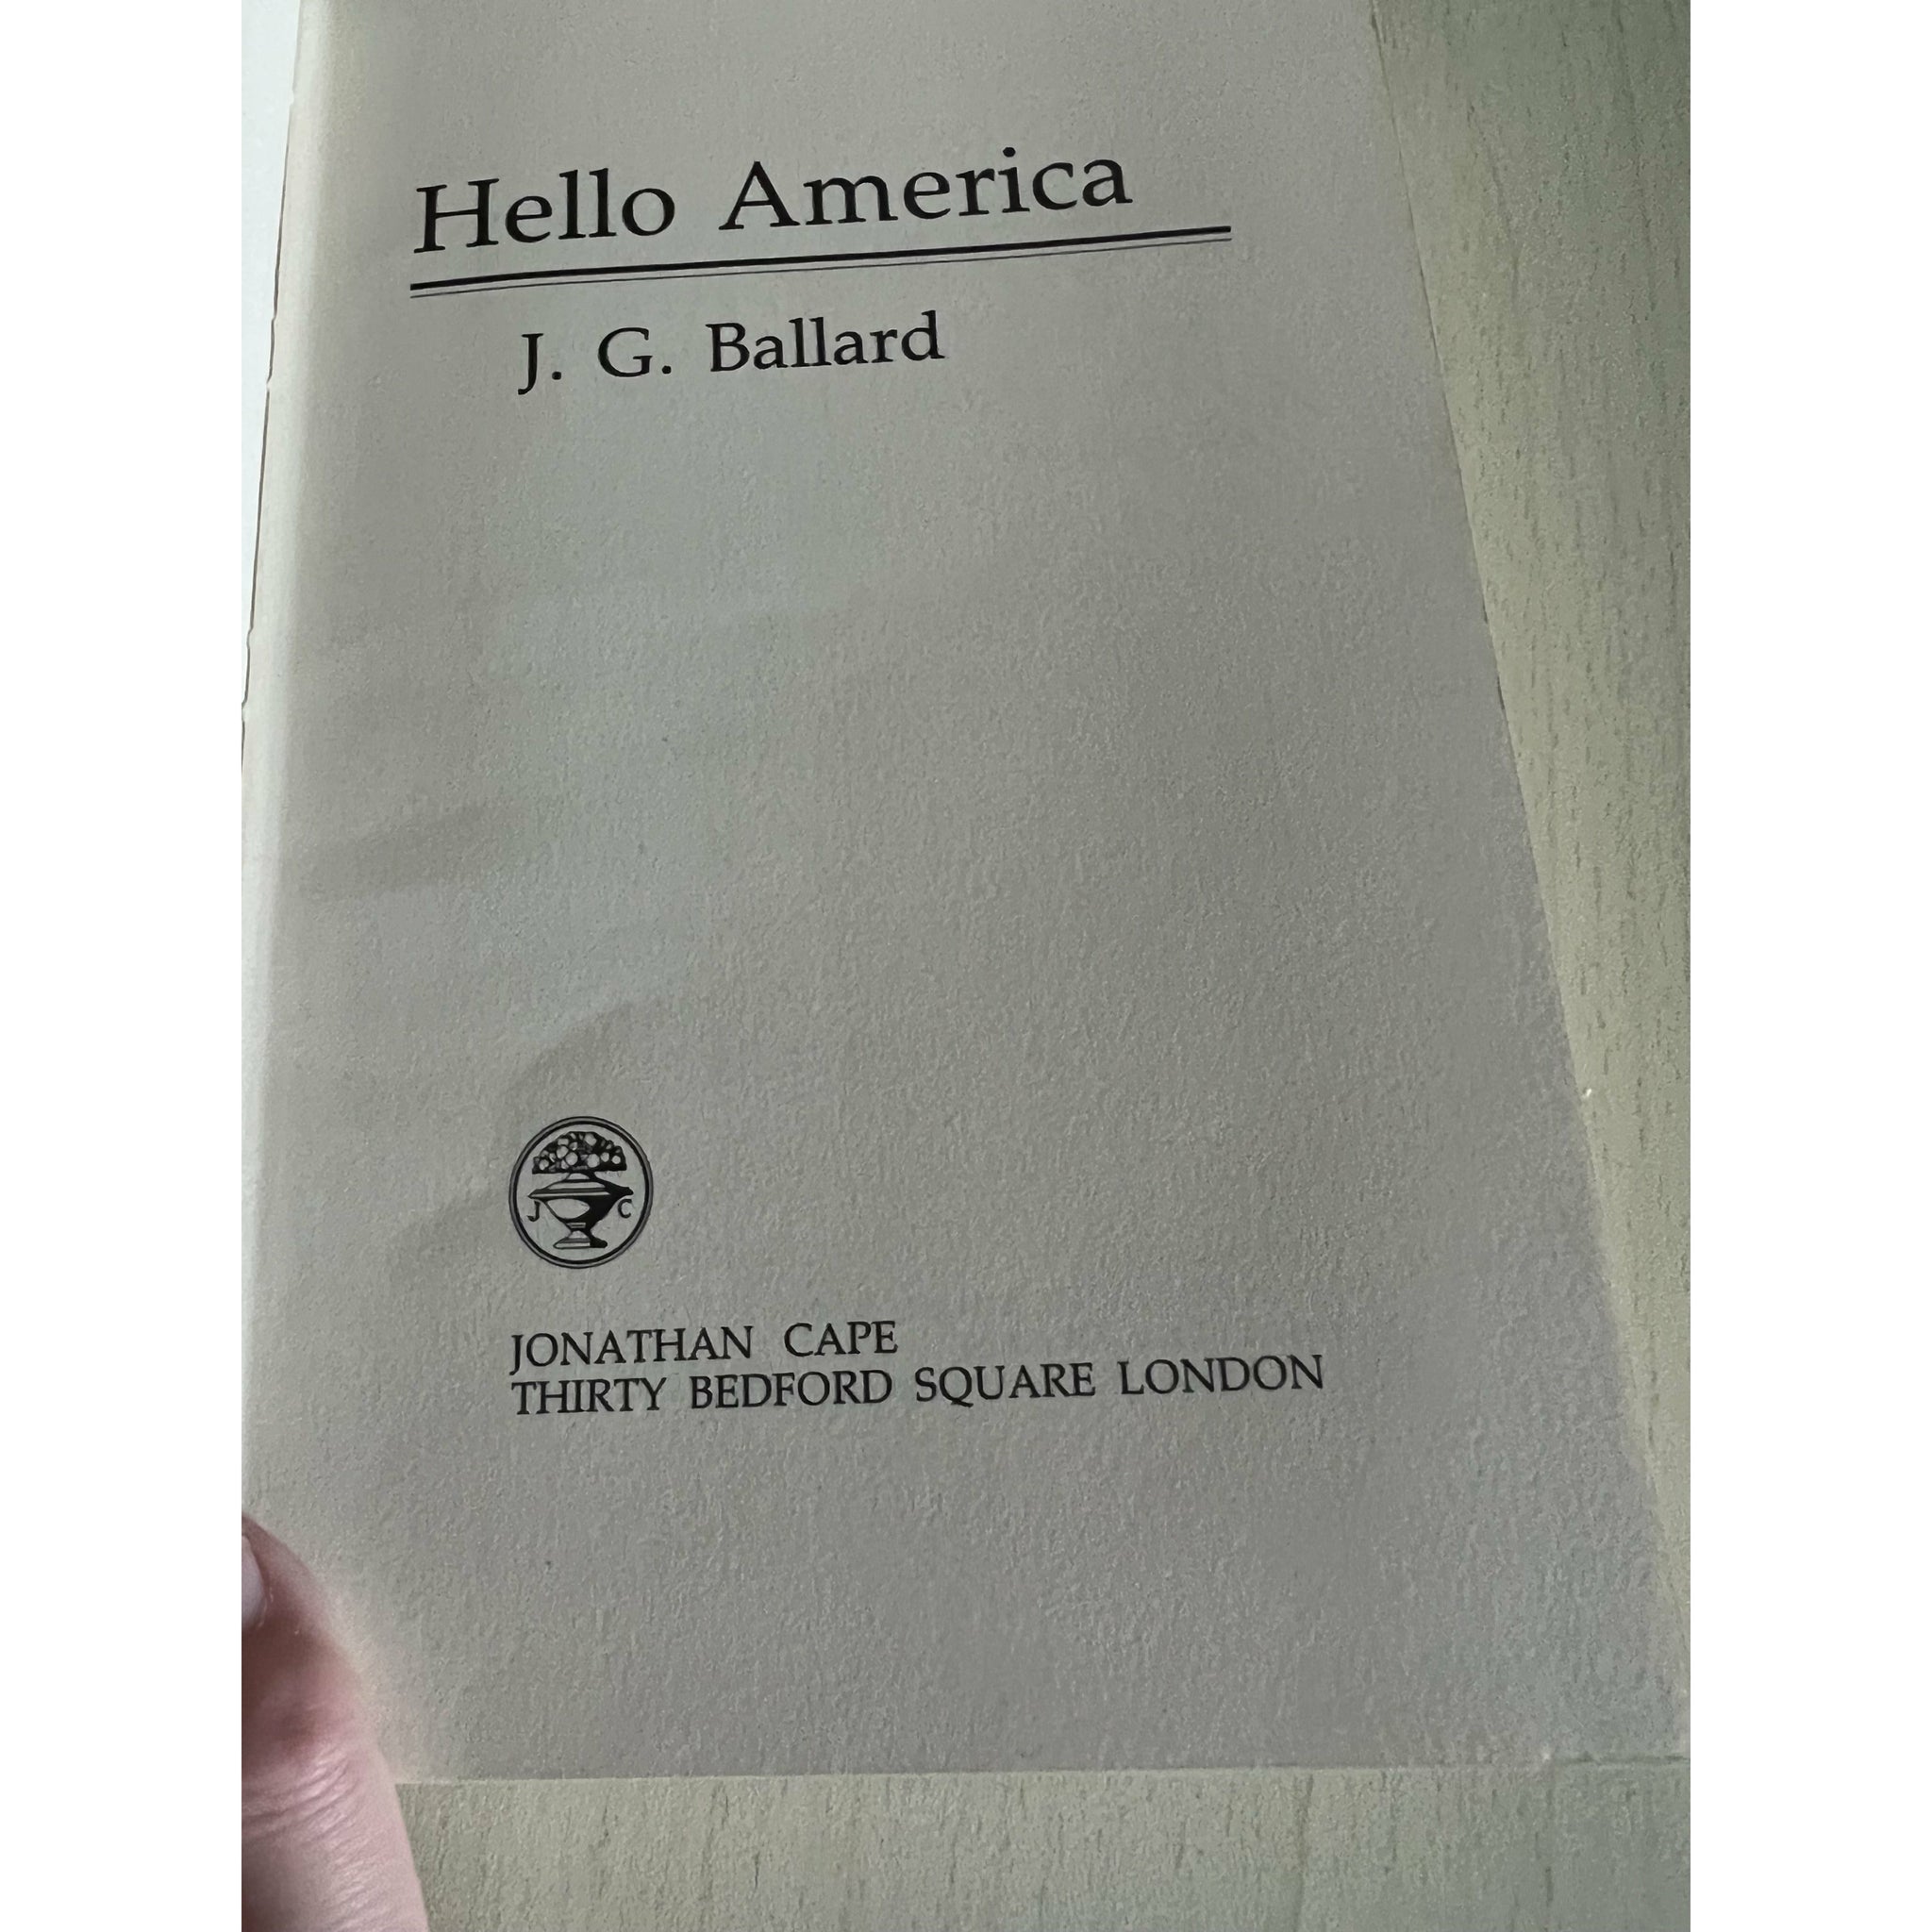 Hello America
J. G. Ballard
J C
JONATHAN CAPE
THIRTY BEDFORD SQUARE LONDON